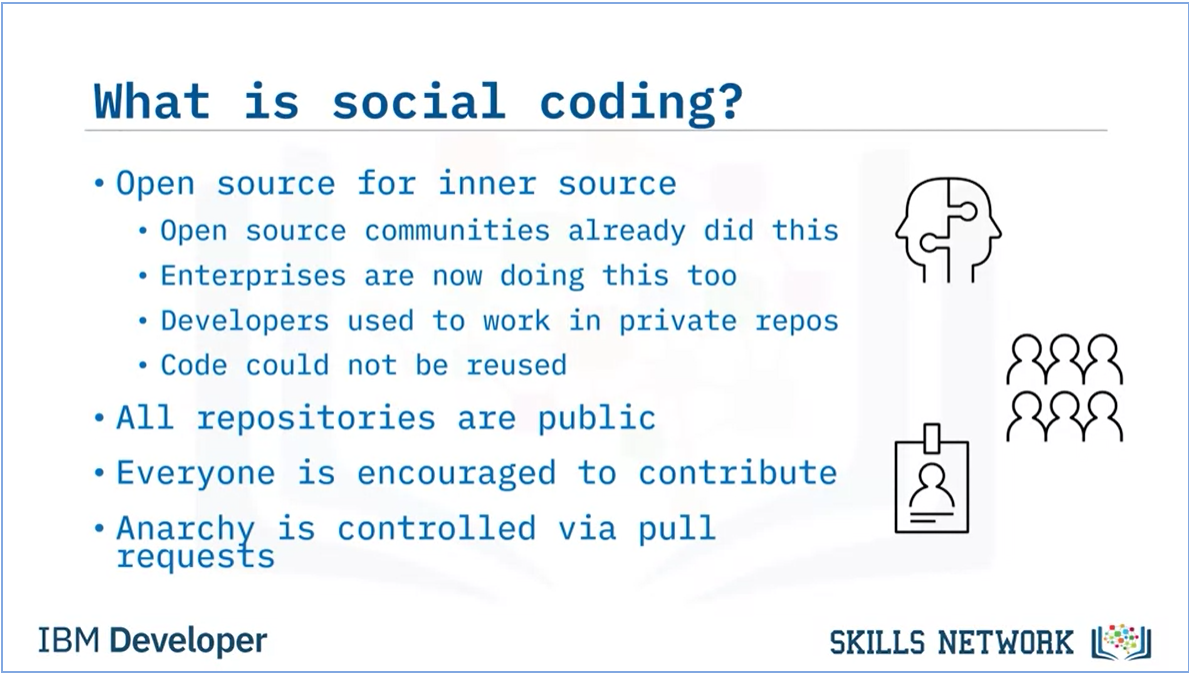 What is social coding?
• Open source for inner source
• Open source communities already did this
• Enterprises are now doing this too
• Developers used to work in private repos
• Code could not be reused
• All repositories are public
• Everyone is encouraged to contribute
• Anarchy is controlled via pull
requests
IBM Developer
SKILLS NETWORK